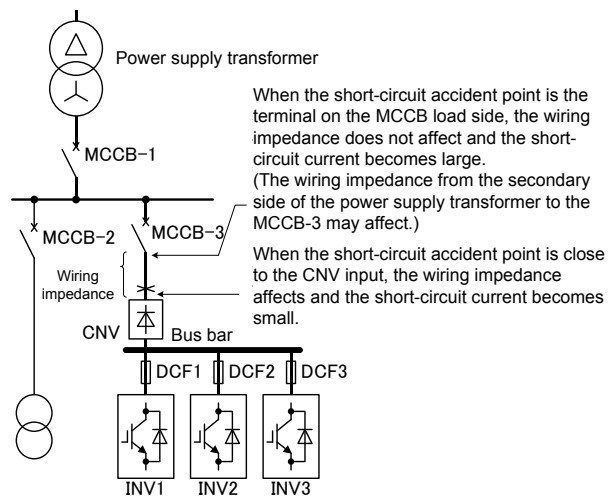 Power supply transformer
When the short-circuit accident point is the
terminal on the MCCB load side, the wiring
impedance does not affect and the short-
circuit current becomes large.
(The wiring impedance from the secondary
side of the power supply transformer to the
MCCB-3 may affect.)
MCCB-1
MCCB-2
MCCB-3
When the short-circuit accident point is close
to the CNV input, the wiring impedance
affects and the short-circuit current becomes
small.
Wiring
impedance
CNV
Bus bar
DCF1
DCF2
DCF3
INV1
INV2
INV3